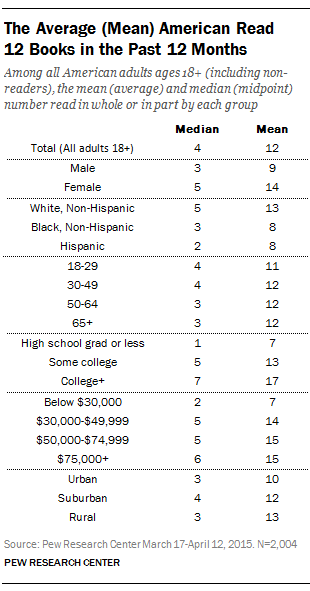 The Average (Mean) American Read
12 Books in the Past 12 Months
Among all American adults ages 18+ (including non-
readers), the mean (average) and median (midpoint)
number read in whole or in part by each group
Median Mean
Total (All adults 18+) 4 12
Male 3 9
Female 5 14
White, Non-Hispanic 5 13
Black, Non-Hispanic 3 8
Hispanic 2 8
18-29 4 11
30-49 4 12
50-64 3 12
65+ 3 12
High school grad or less 1 7
Some college 5 13
College+ 7 17
Below $30,000 2 7
$30,000-$49,999 5 14
$50,000-$74,999 5 15
$75,000+ 6 15
Urban 3 10
Suburban 4 12
Rural 3 13
Source: Pew Research Center March 17-April 12, 2015. N=2,004
PEW RESEARCH CENTER